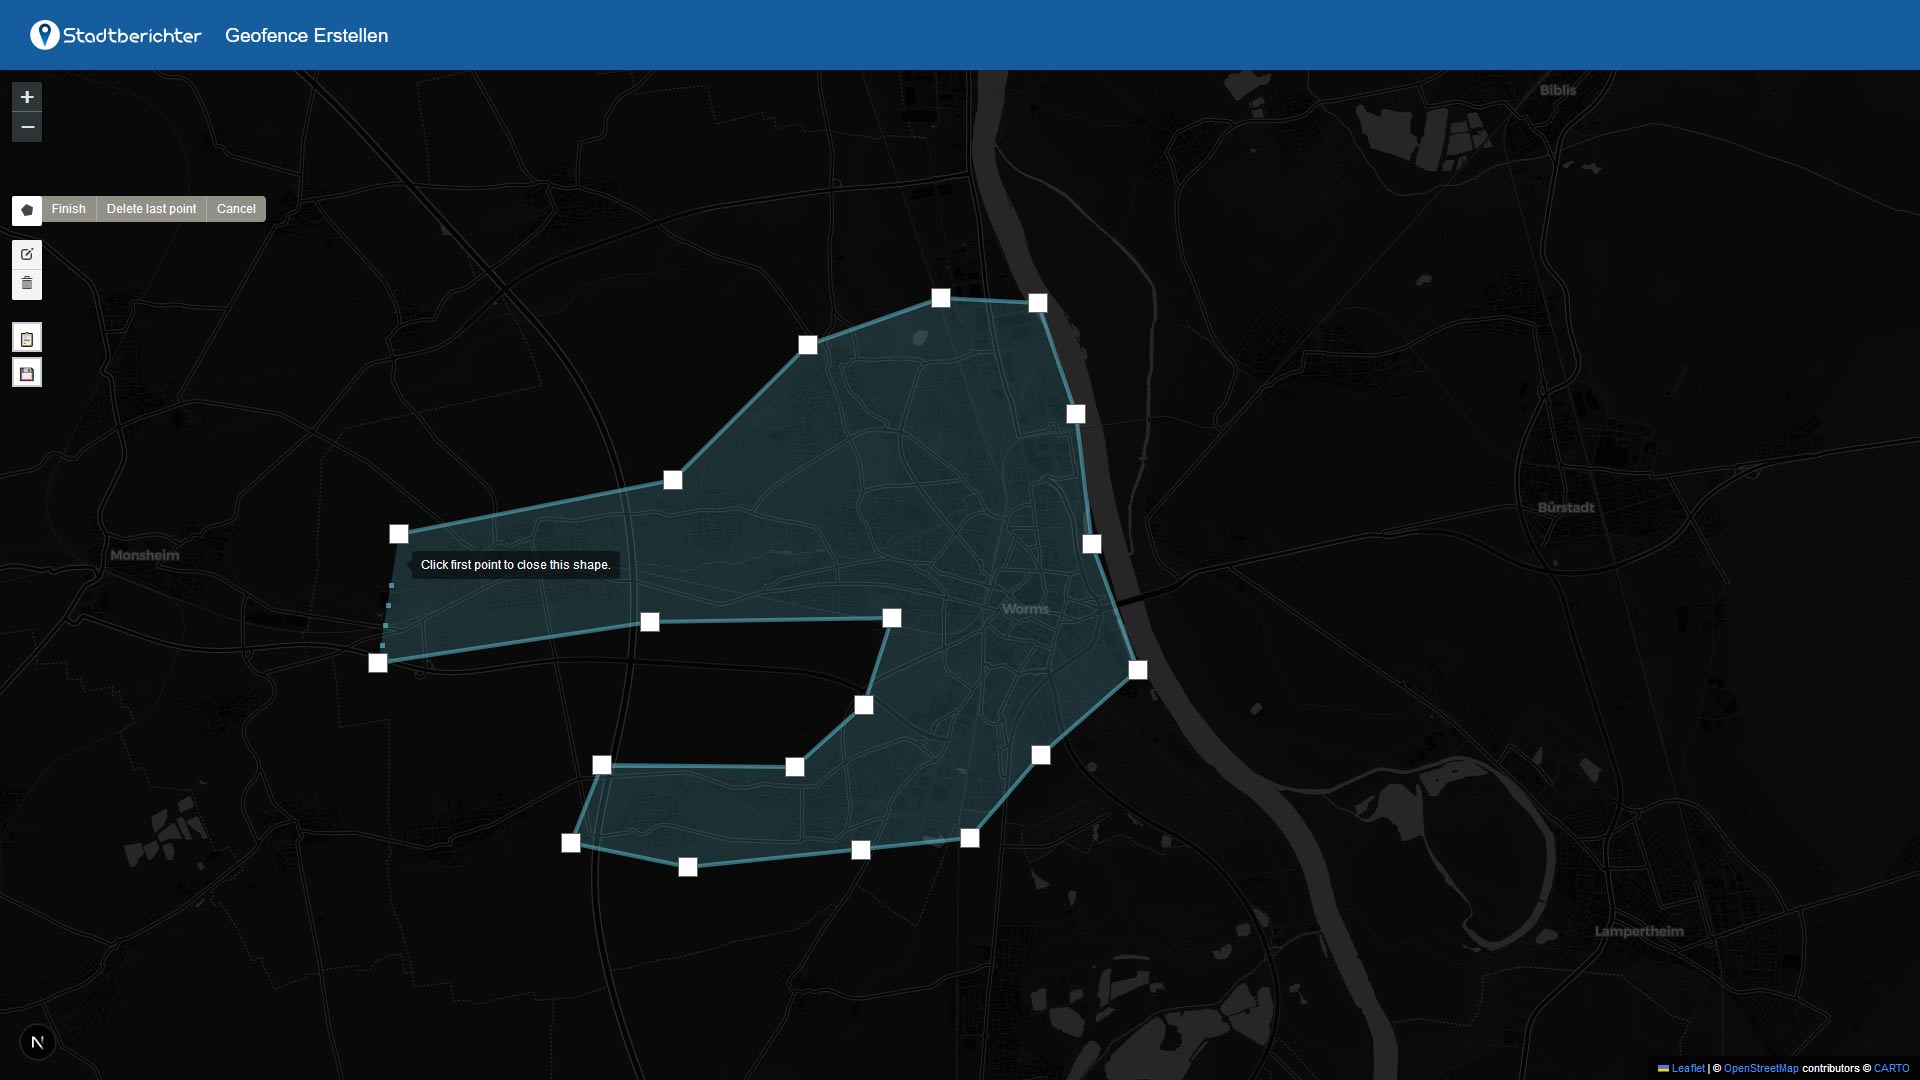 Stadtberichter Geofence Erstellen
Biblis
+
−
Finish Delete last point Cancel
Bürstadt
Monsheim
Click first point to close this shape.
Worms
Lampertheim
N
Leaflet | © OpenStreetMap contributors © CARTO